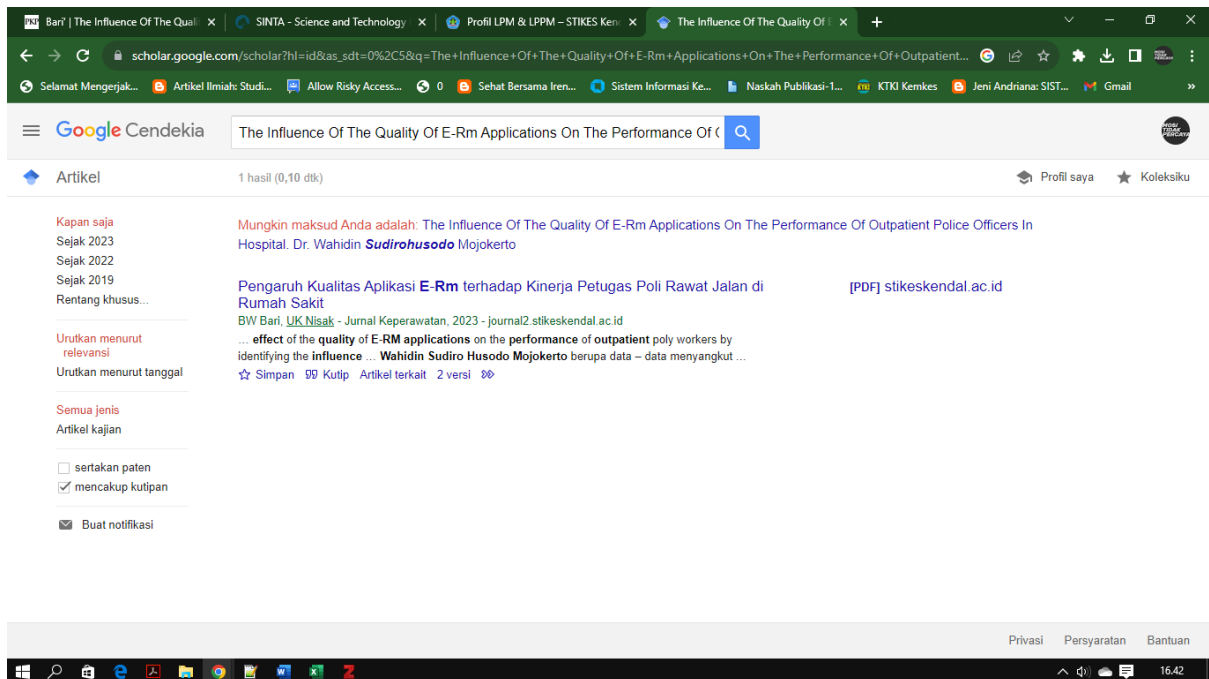 PKP Bari' | The Influence Of The Quali
SINTA - Science and Technology
Profil LPM & LPPM – STIKES Kend
The Influence Of The Quality Of E
scholar.google.com/scholar?hl=id&as_sdt=0%2C5&q=The+Influence+Of+The+Quality+Of+E-Rm+Applications+On+The+Performance+Of+Outpatient...
Selamat Mengerjak...
Artikel Ilmiah: Studi...
Allow Risky Access...
0
Sehat Bersama Iren...
Sistem Informasi Ke...
Naskah Publikasi-1...
KTKI Kemkes
Jeni Andriana: SIST...
Gmail
»
Google Cendekia
The Influence Of The Quality Of E-Rm Applications On The Performance Of
MOSI TIDAK PERCAYA
Artikel
1 hasil (0,10 dtk)
Profil saya
Koleksiku
Kapan saja
Sejak 2023
Sejak 2022
Sejak 2019
Rentang khusus...
Urutkan menurut
relevansi
Urutkan menurut tanggal
Semua jenis
Artikel kajian
sertakan paten
mencakup kutipan
Buat notifikasi
Mungkin maksud Anda adalah: The Influence Of The Quality Of E-Rm Applications On The Performance Of Outpatient Police Officers In
Hospital. Dr. Wahidin Sudirohusodo Mojokerto
Pengaruh Kualitas Aplikasi E-Rm terhadap Kinerja Petugas Poli Rawat Jalan di
Rumah Sakit
BW Bari, UK Nisak - Jurnal Keperawatan, 2023 - journal2.stikeskendal.ac.id
... effect of the quality of E-RM applications on the performance of outpatient poly workers by
identifying the influence ... Wahidin Sudiro Husodo Mojokerto berupa data – data menyangkut ...
Simpan Kutip Artikel terkait 2 versi
[PDF] stikeskendal.ac.id
Privasi Persyaratan Bantuan
16.42